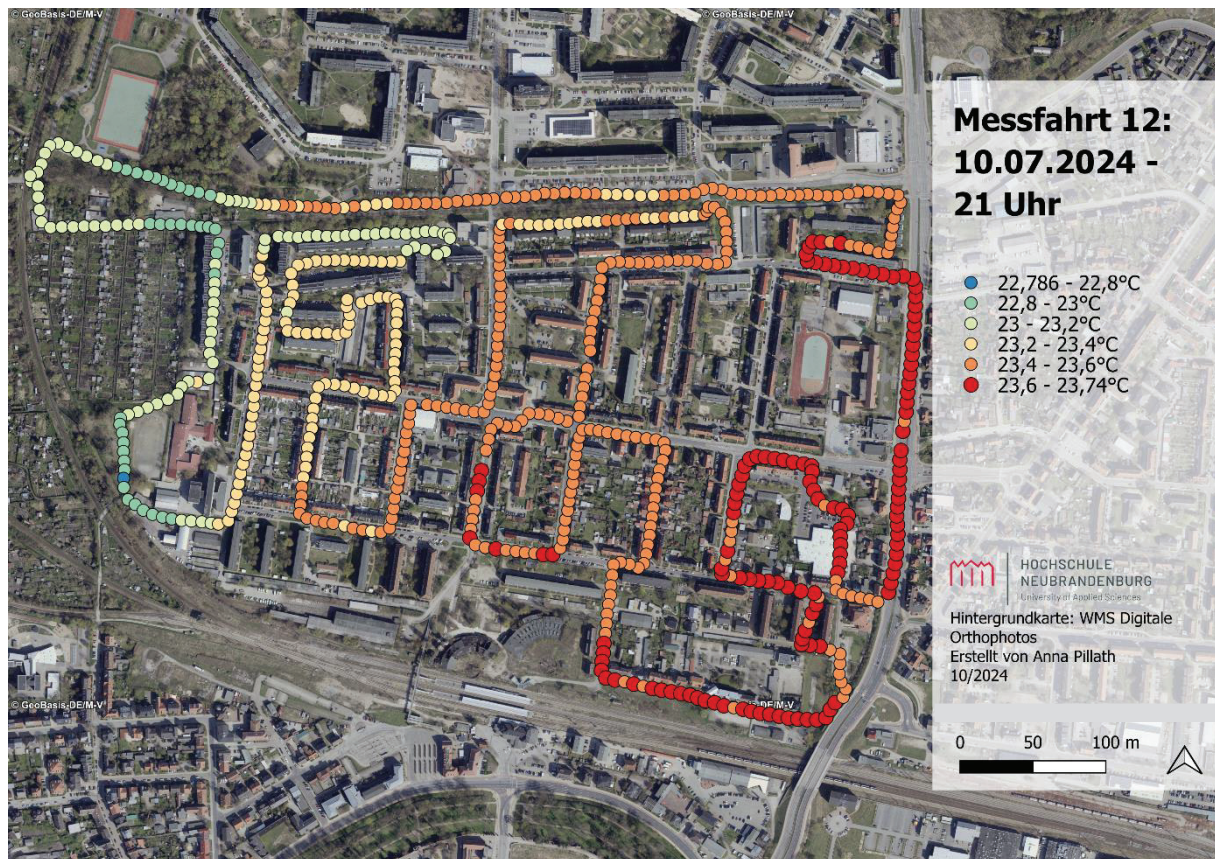 © GeoBasis-DE/M-V
© GeoBasis-DE/M-V
Messfahrt 12:
10.07.2024 -
21 Uhr
22,786 - 22,8°C
22,8 - 23°C
23 - 23,2°C
23,2 - 23,4°C
23,4 - 23,6°C
23,6 - 23,74°C
HOCHSCHULE
NEUBRANDENBURG
University of Applied Sciences
Hintergrundkarte: WMS Digitale
Orthophotos
Erstellt von Anna Pillath
10/2024
© GeoBasis-DE/M-V
0 50 100 m